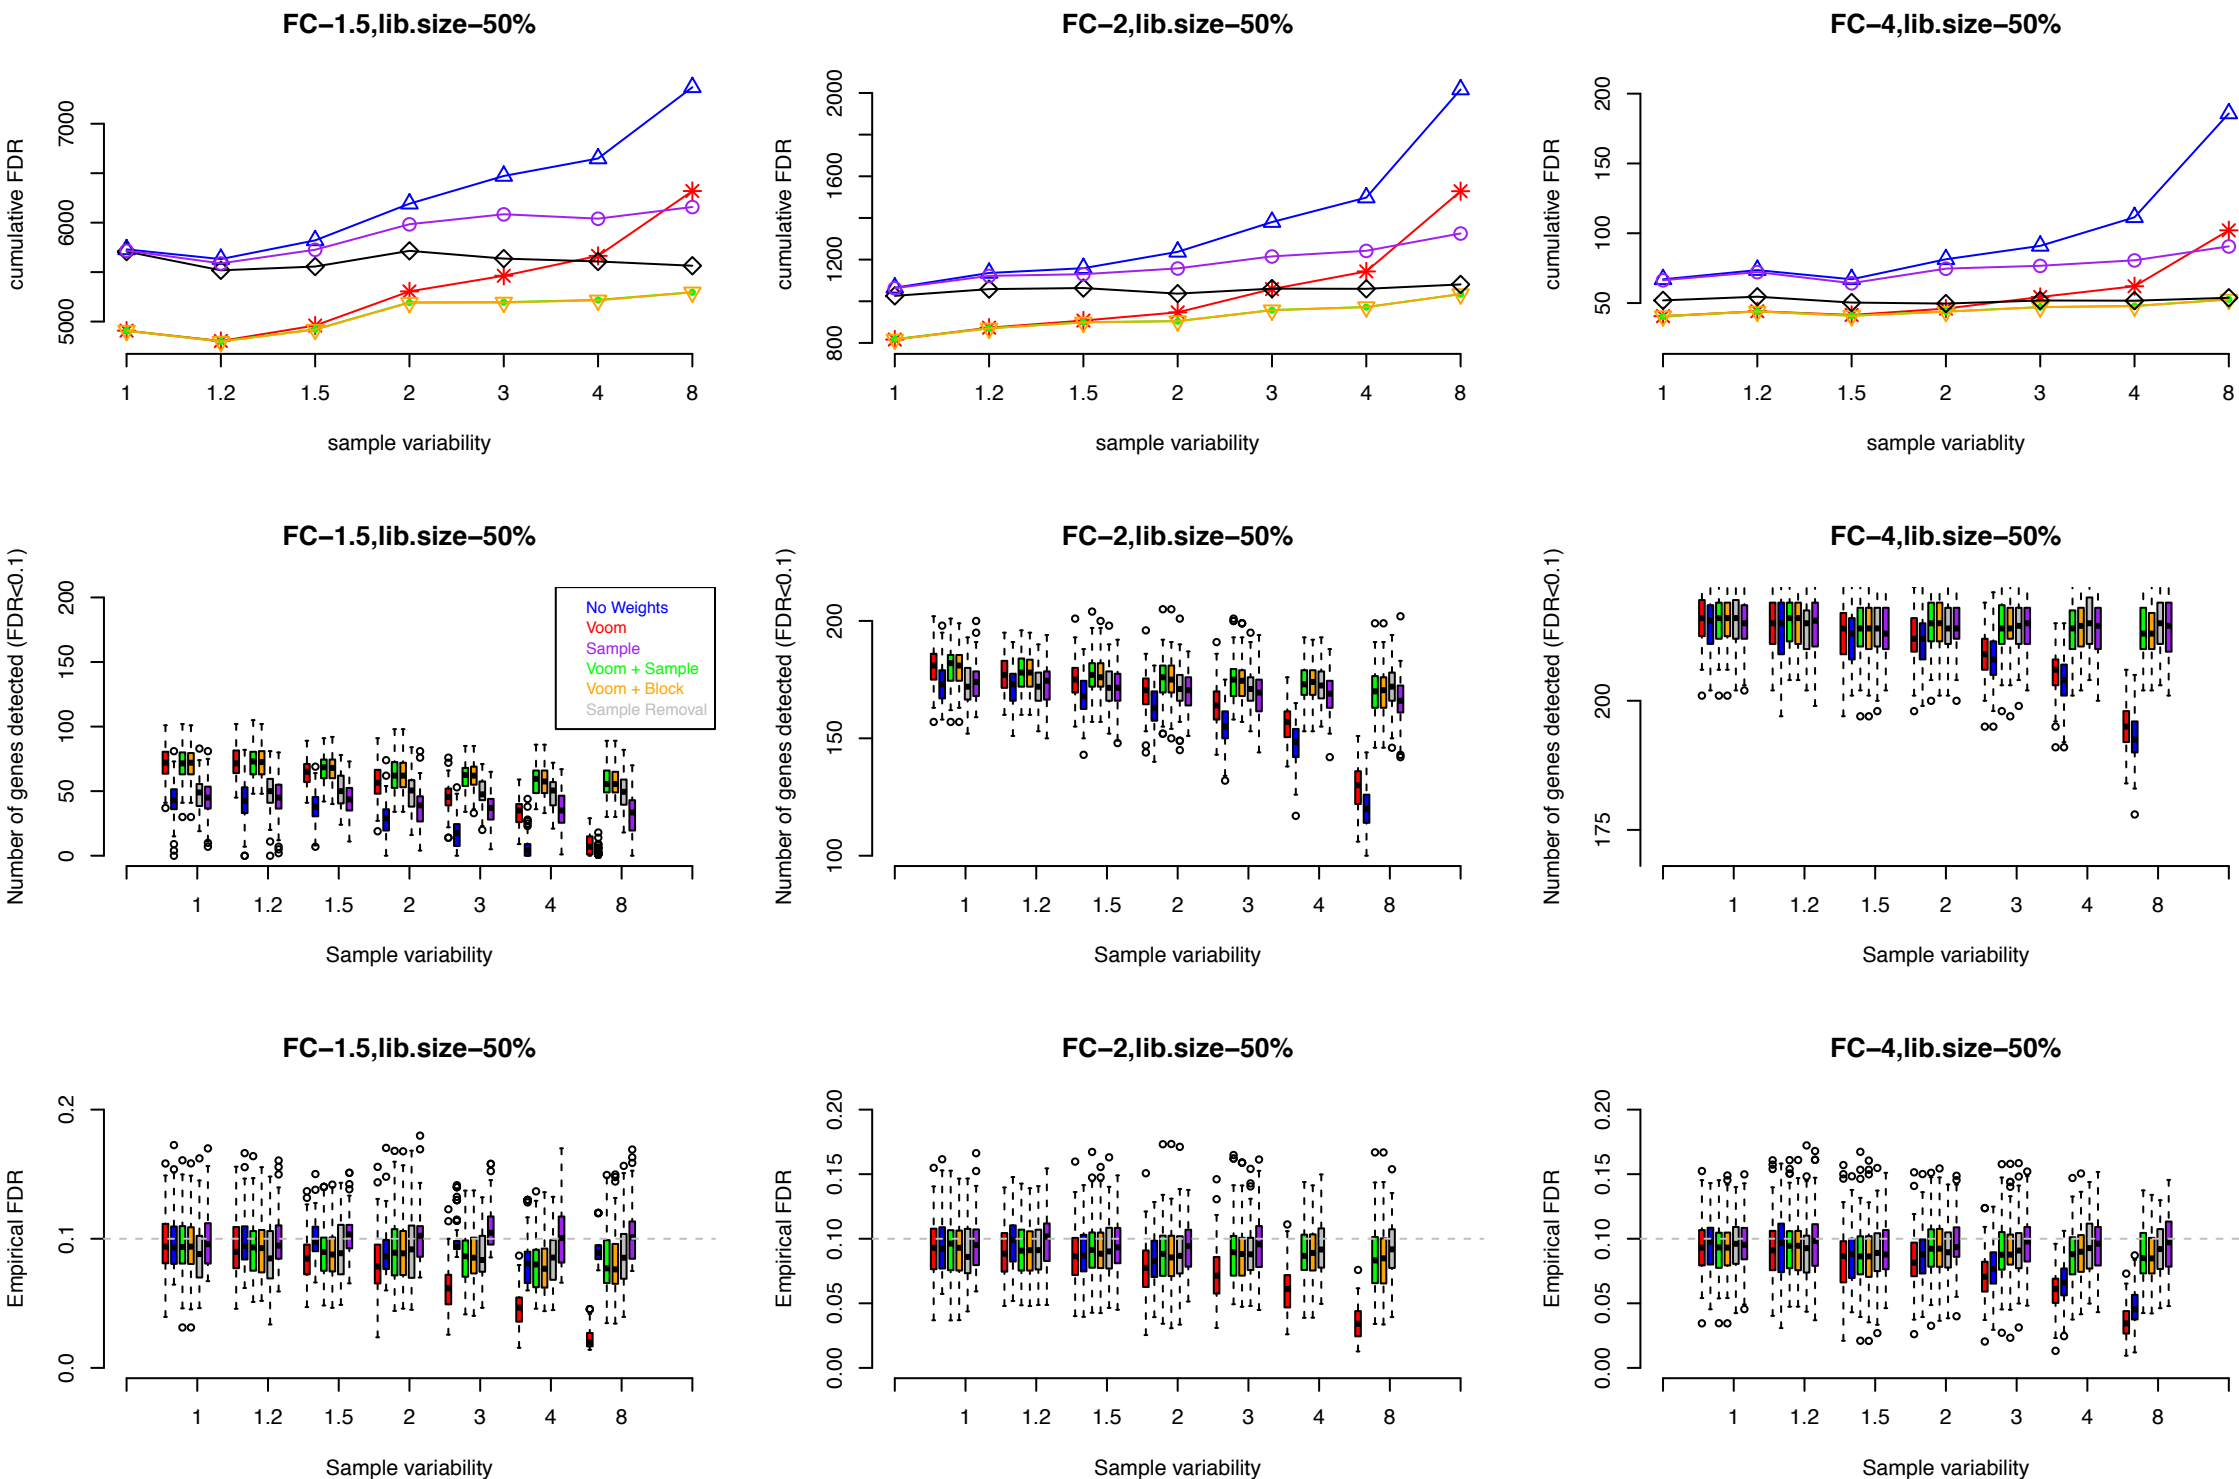 FC−1.5,lib.size−50%
cumulative FDR
5000 6000 7000
1 1.2 1.5 2 3 4 8
sample variability
FC−2,lib.size−50%
cumulative FDR
800 1200 1600 2000
1 1.2 1.5 2 3 4 8
sample variability
FC−4,lib.size−50%
cumulative FDR
50 100 150 200
1 1.2 1.5 2 3 4 8
sample variablity
FC−1.5,lib.size−50%
Number of genes detected (FDR<0.1)
0 50 100 150 200
No Weights
Voom
Sample
Voom + Sample
Voom + Block
Sample Removal
1 1.2 1.5 2 3 4 8
Sample variability
FC−2,lib.size−50%
Number of genes detected (FDR<0.1)
100 150 200
1 1.2 1.5 2 3 4 8
Sample variability
FC−4,lib.size−50%
Number of genes detected (FDR<0.1)
175 200
1 1.2 1.5 2 3 4 8
Sample variability
FC−1.5,lib.size−50%
Empirical FDR
0.0 0.1 0.2
1 1.2 1.5 2 3 4 8
Sample variability
FC−2,lib.size−50%
Empirical FDR
0.00 0.05 0.10 0.15 0.20
1 1.2 1.5 2 3 4 8
Sample variability
FC−4,lib.size−50%
Empirical FDR
0.00 0.05 0.10 0.15 0.20
1 1.2 1.5 2 3 4 8
Sample variability